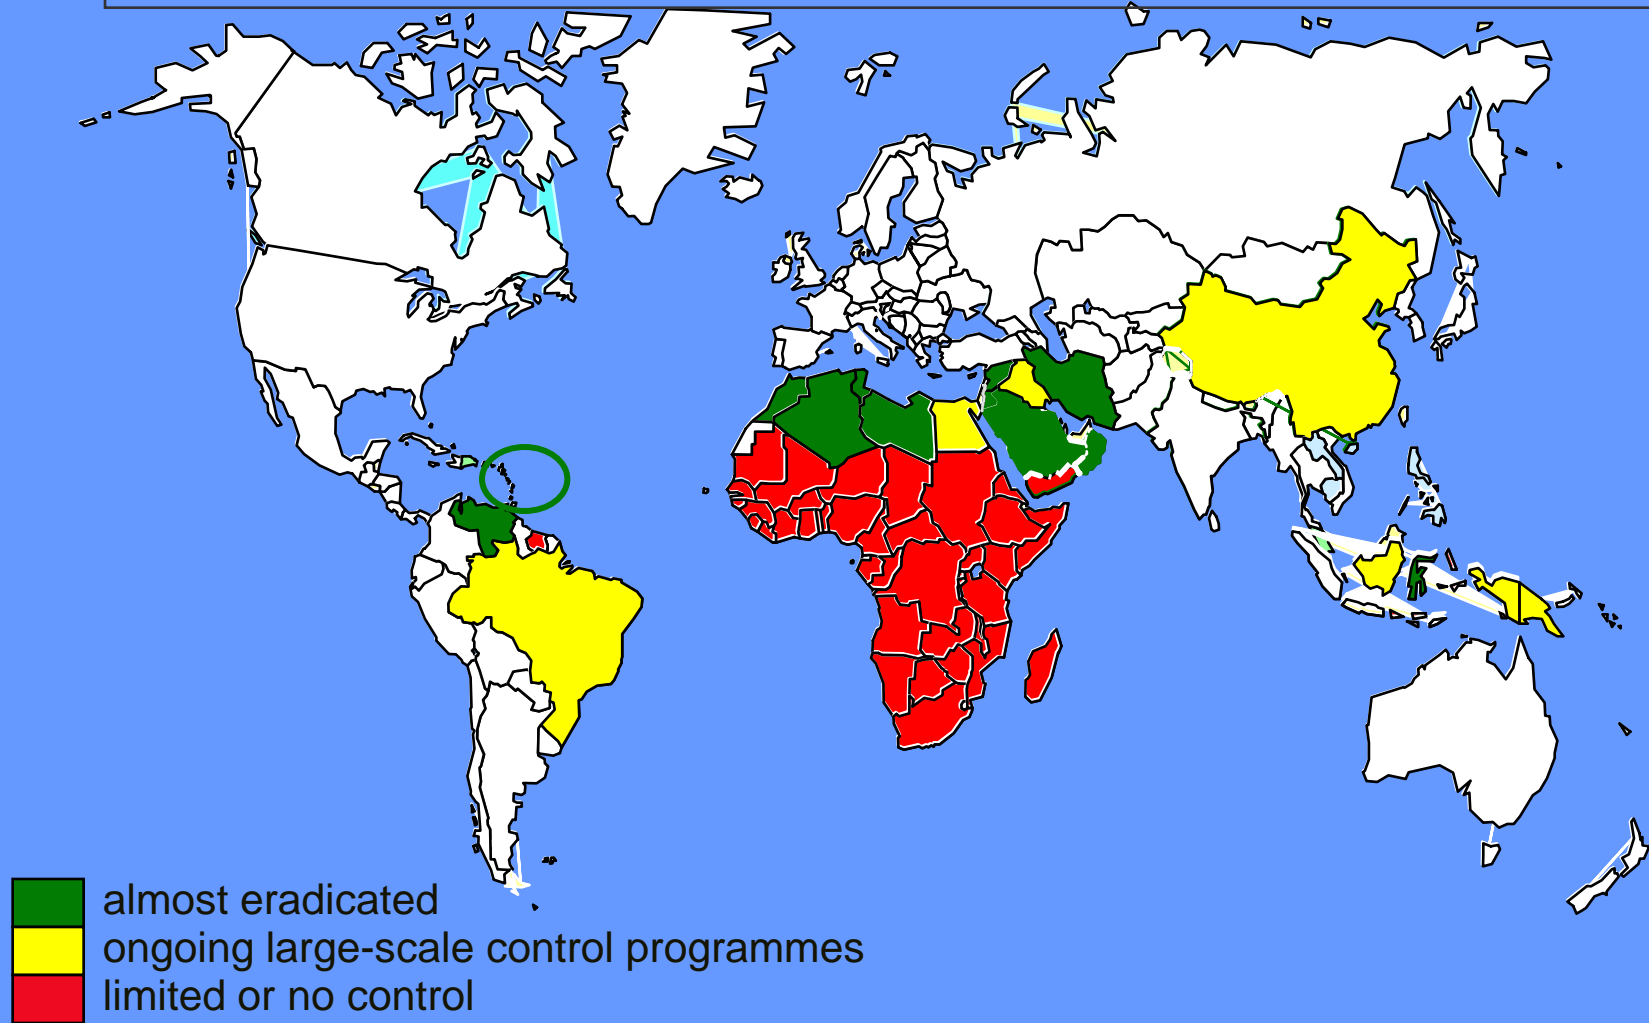 almost eradicated
ongoing large-scale control programmes
limited or no control